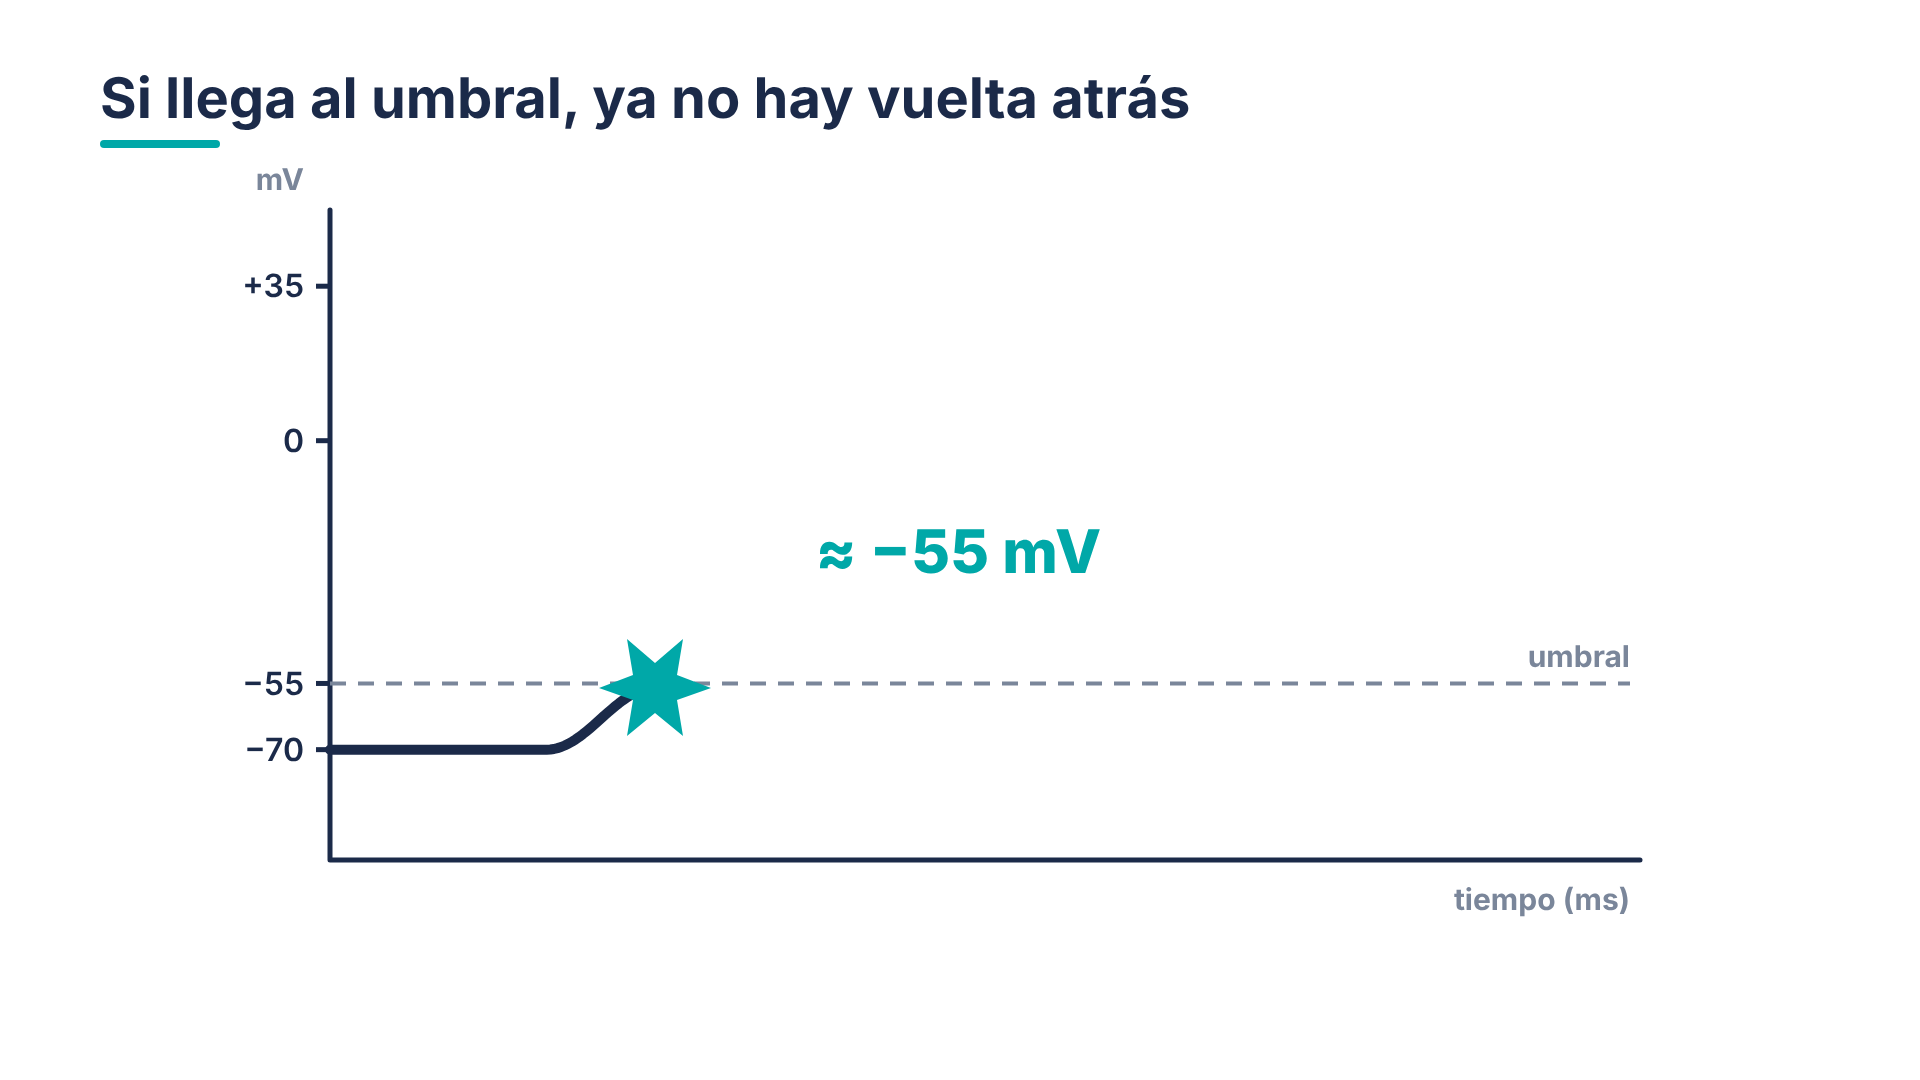 Si llega al umbral, ya no hay vuelta atrás
mV
+35
0
≈ −55 mV
umbral
−55
−70
tiempo (ms)